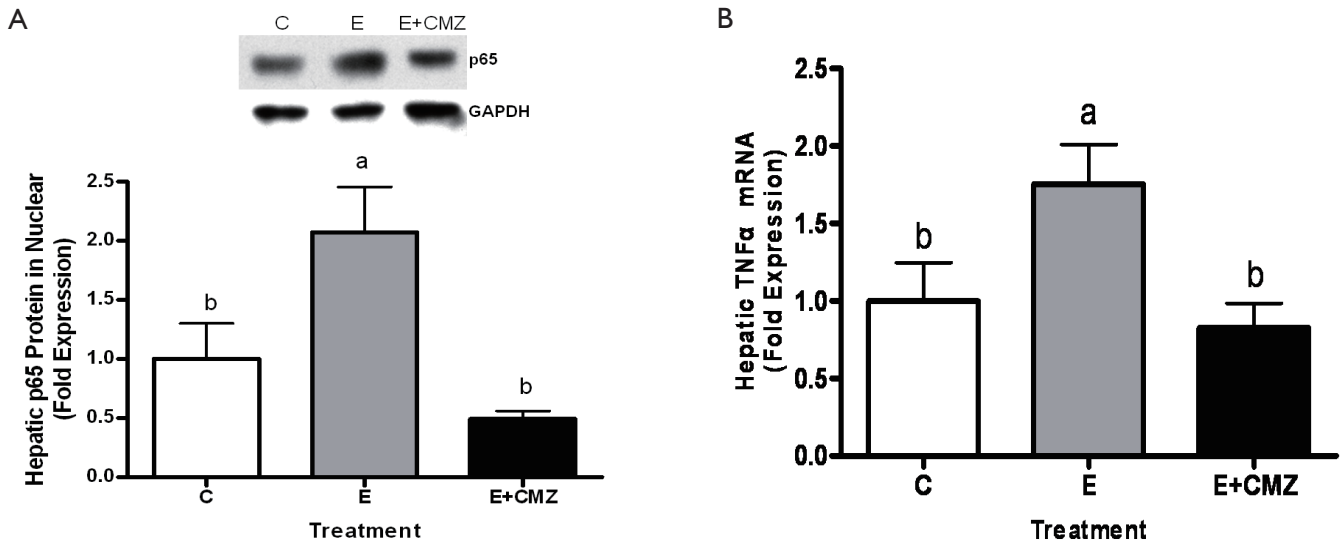 A
C E E+CMZ
p65
GAPDH
Hepatic p65 Protein in Nuclear
(Fold Expression)
2.5
2.0
1.5
1.0
0.5
0.0
b
a
b
C E E+CMZ
Treatment
B
Hepatic TNFα mRNA
(Fold Expression)
2.5
2.0
1.5
1.0
0.5
0.0
b
a
b
C E E+CMZ
Treatment